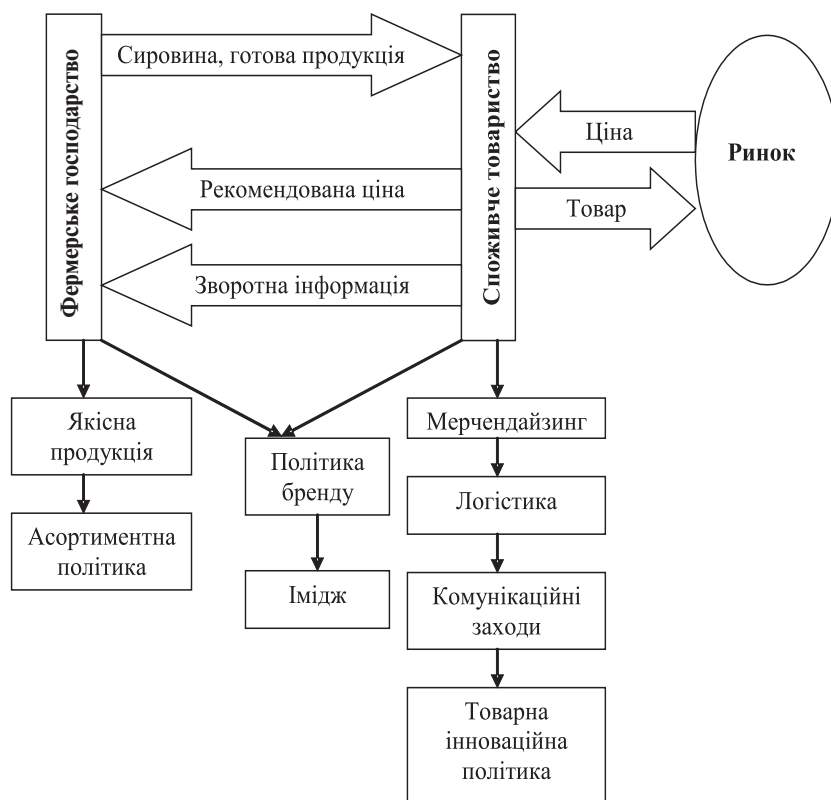 Фермерське господарство
Сировина, готова продукція
Рекомендована ціна
Зворотна інформація
Споживче товариство
Ціна
Товар
Ринок
Якісна
продукція
Асортиментна
політика
Політика
бренду
Імідж
Мерчендайзинг
Логістика
Комунікаційні
заходи
Товарна
інноваційна
політика